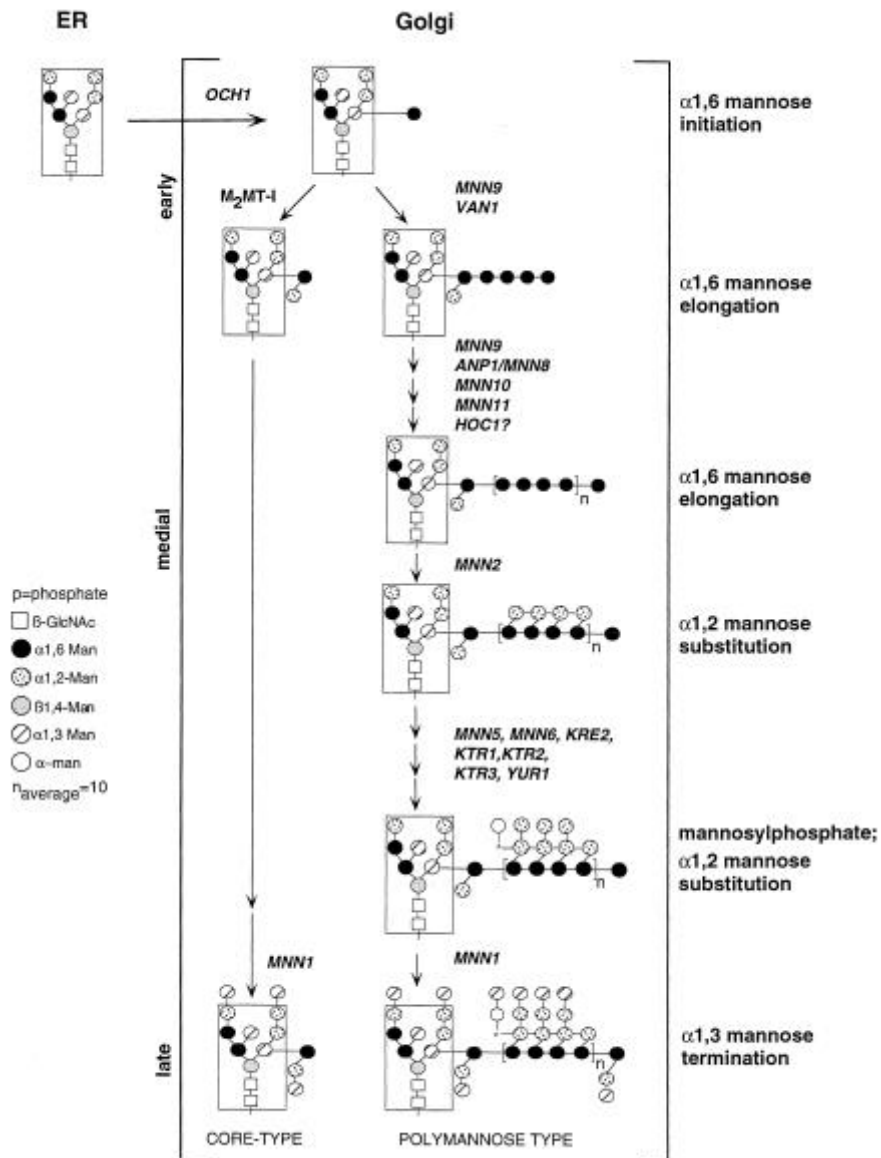 ER
Golgi
OCH1
α1,6 mannose
initiation
early
M2MT-I
MNN9
VAN1
α1,6 mannose
elongation
MNN9
ANP1/MNN8
MNN10
MNN11
HOC1?
α1,6 mannose
elongation
n
medial
MNN2
α1,2 mannose
substitution
n
p=phosphate
ß-GlcNAc
α1,6 Man
α1,2-Man
ß1,4-Man
α1,3 Man
α-man
naverage=10
MNN5, MNN6, KRE2,
KTR1,KTR2,
KTR3, YUR1
mannosylphosphate;
α1,2 mannose
substitution
n
MNN1
MNN1
α1,3 mannose
termination
n
late
CORE-TYPE
POLYMANNOSE TYPE